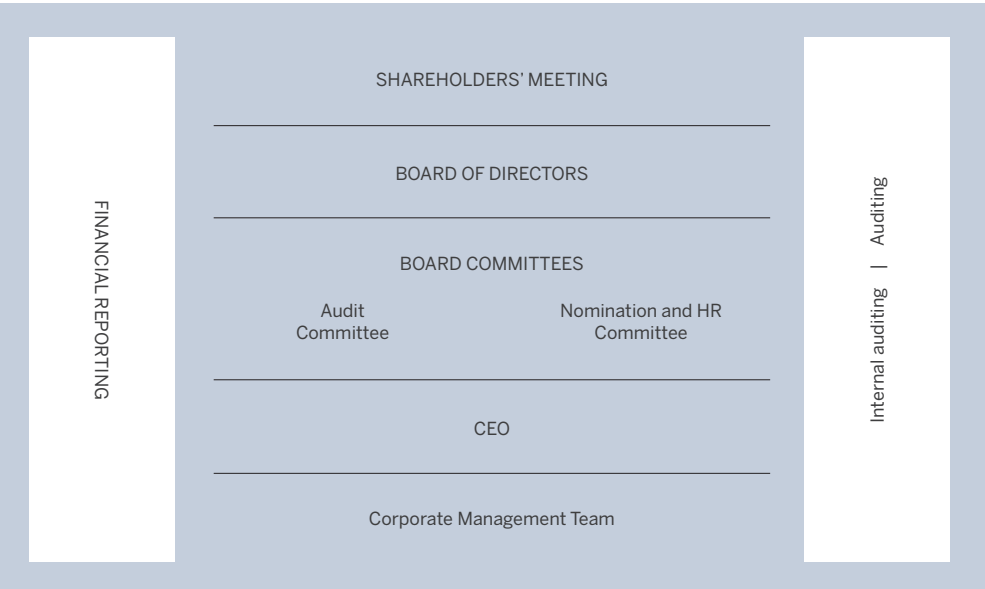 FINANCIAL REPORTING
SHAREHOLDERS' MEETING
BOARD OF DIRECTORS
BOARD COMMITTEES
Audit
Committee
Nomination and HR
Committee
CEO
Corporate Management Team
Internal auditing | Auditing